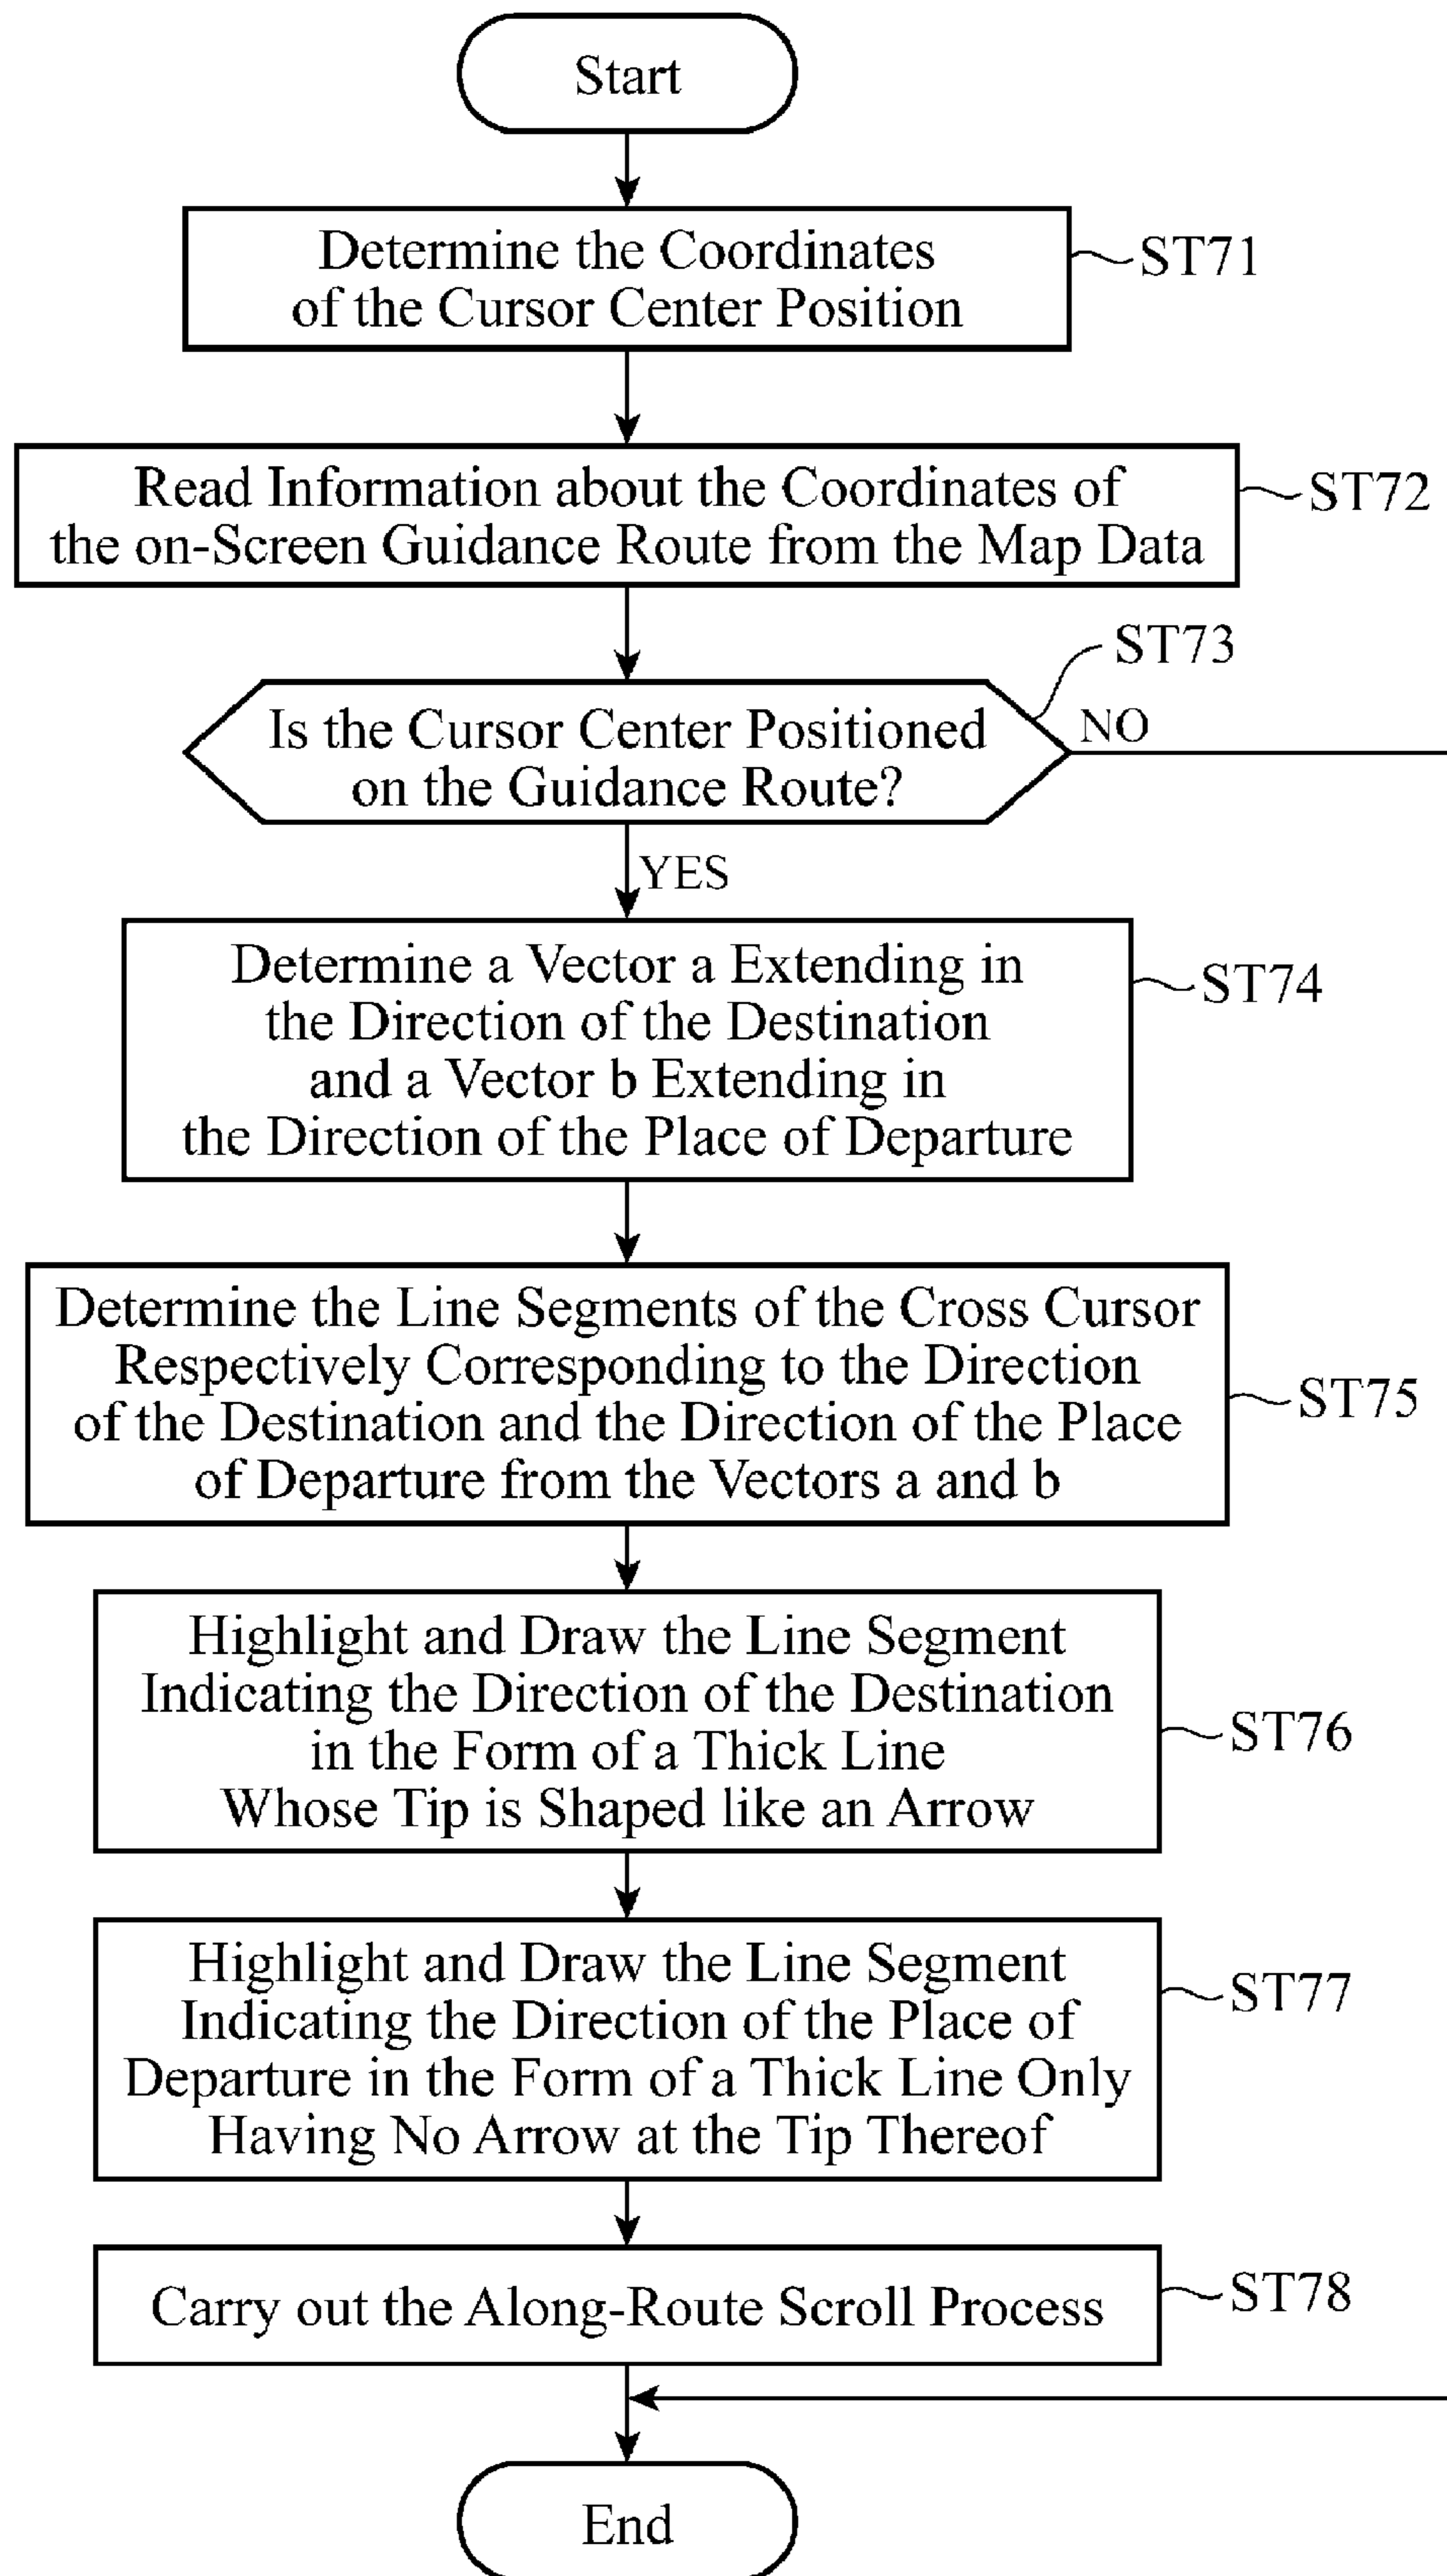 Start
Determine the Coordinates
of the Cursor Center Position
ST71
Read Information about the Coordinates of
the on-Screen Guidance Route from the Map Data
ST72
ST73
Is the Cursor Center Positioned
on the Guidance Route?
NO
YES
Determine a Vector a Extending in
the Direction of the Destination
and a Vector b Extending in
the Direction of the Place of Departure
ST74
Determine the Line Segments of the Cross Cursor
Respectively Corresponding to the Direction
of the Destination and the Direction of the Place
of Departure from the Vectors a and b
ST75
Highlight and Draw the Line Segment
Indicating the Direction of the Destination
in the Form of a Thick Line
Whose Tip is Shaped like an Arrow
ST76
Highlight and Draw the Line Segment
Indicating the Direction of the Place of
Departure in the Form of a Thick Line Only
Having No Arrow at the Tip Thereof
ST77
Carry out the Along-Route Scroll Process
ST78
End